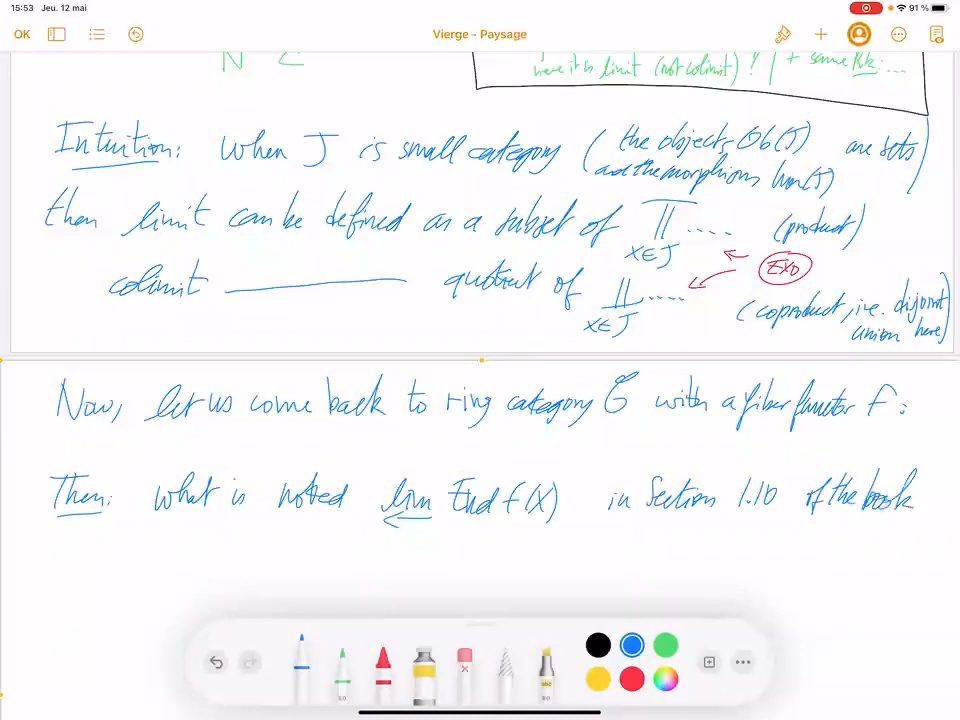 15:53 Jeu. 12 mai 91 %
OK Vierge - Paysage
N
here it is limit (not colimit) ? + same Rk: ...
Intuition: When J is small category (the objects Ob(J) and the morphisms Hom(J) are sets)
then limit can be defined as a subset of ∏ .... (product)
X∈J
EXO
colimit ———— quotient of ∐ .....
X∈J
(coproduct, i.e. disjoint union here)
Now, let us come back to ring category C with a fiber functor F:
Then: what is noted lim End F(X) in Section 1.10 of the book
←